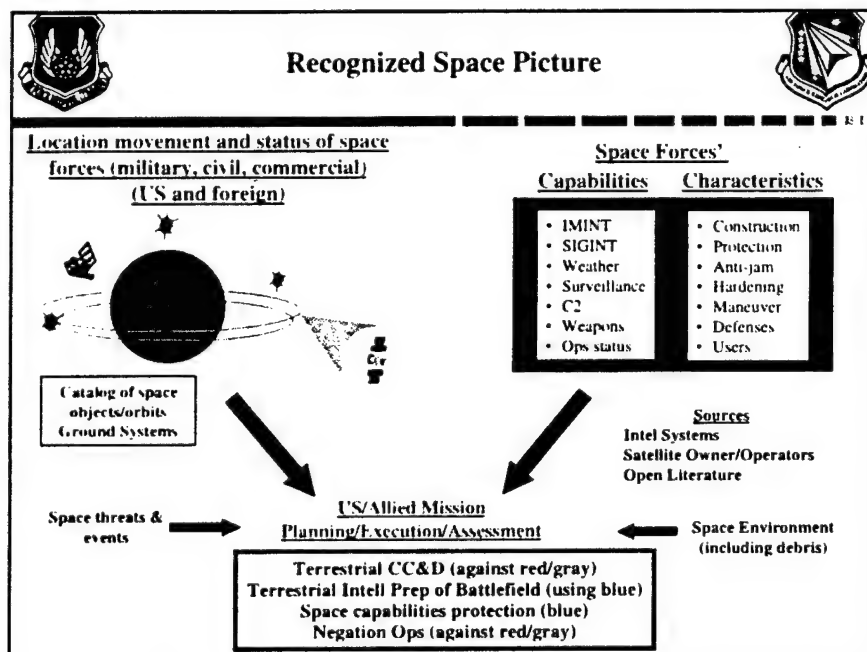 Recognized Space Picture
Location movement and status of space
forces (military, civil, commercial)
(US and foreign)
Catalog of space
objects/orbits
Ground Systems
Space Forces'
Capabilities
• IMINT
• SIGINT
• Weather
• Surveillance
• C2
• Weapons
• Ops status
Characteristics
• Construction
• Protection
• Anti-jam
• Hardening
• Maneuver
• Defenses
• Users
Sources
Intel Systems
Satellite Owner/Operators
Open Literature
Space threats &
events
US/Allied Mission
Planning/Execution/Assessment
Space Environment
(including debris)
Terrestrial CC&D (against red/gray)
Terrestrial Intell Prep of Battlefield (using blue)
Space capabilities protection (blue)
Negation Ops (against red/gray)